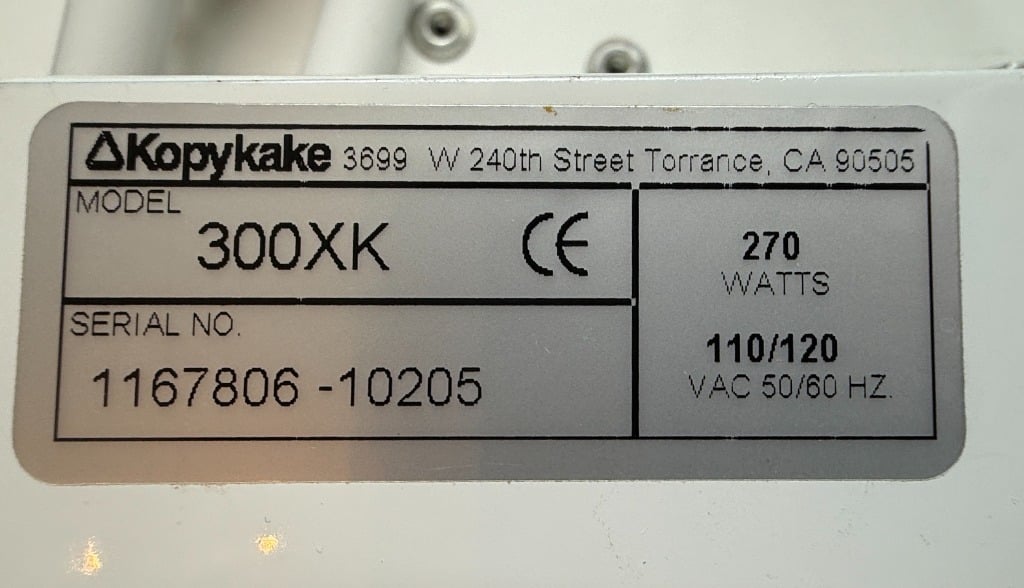 Kopykake 3699 W 240th Street Torrance, CA 90505
MODEL
300XK CE
SERIAL NO.
1167806 -10205
270
WATTS
110/120
VAC 50/60 HZ.